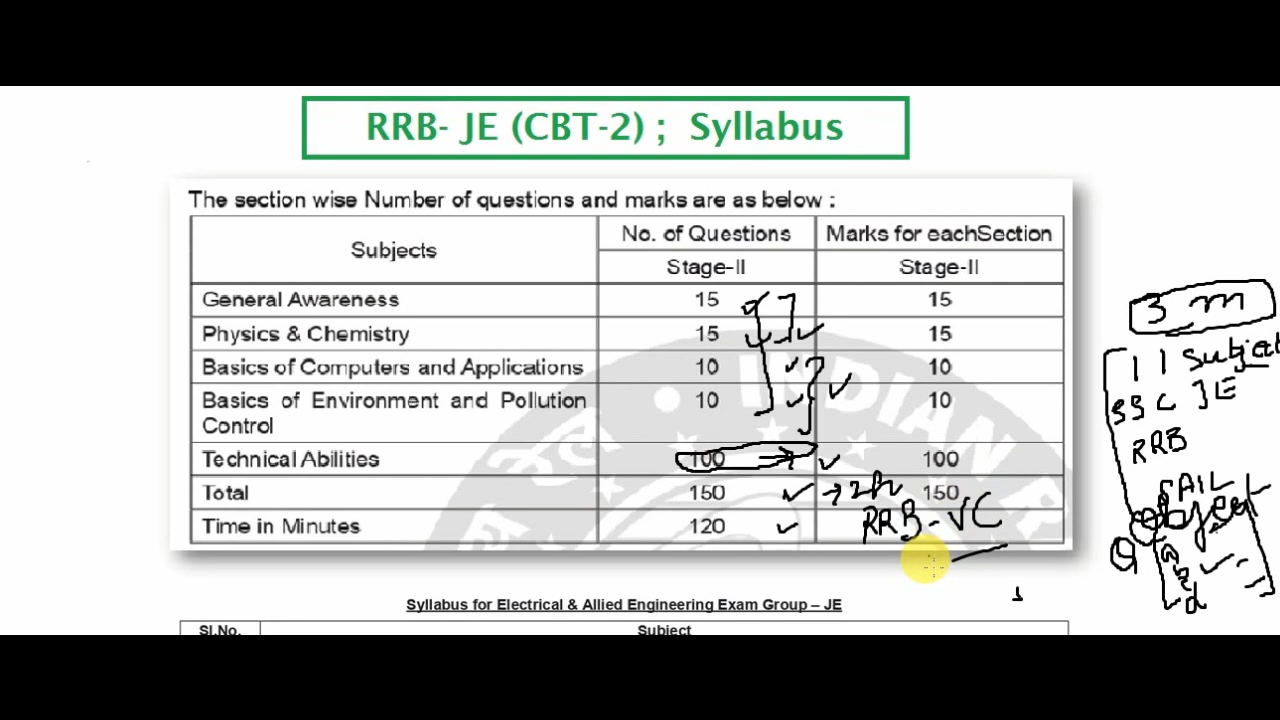 RRB- JE (CBT-2) ; Syllabus
The section wise Number of questions and marks are as below :
Subjects No. of Questions Marks for eachSection
Stage-II Stage-II
General Awareness 15 15
Physics & Chemistry 15 15
Basics of Computers and Applications 10 10
Basics of Environment and Pollution Control 10 10
Technical Abilities 100 100
Total 150 150
Time in Minutes 120
RRB-VC
3 m
11 Subject
SSC JE
RRB
INDIAN R
Syllabus for Electrical & Allied Engineering Exam Group – JE
Sl.No. Subject